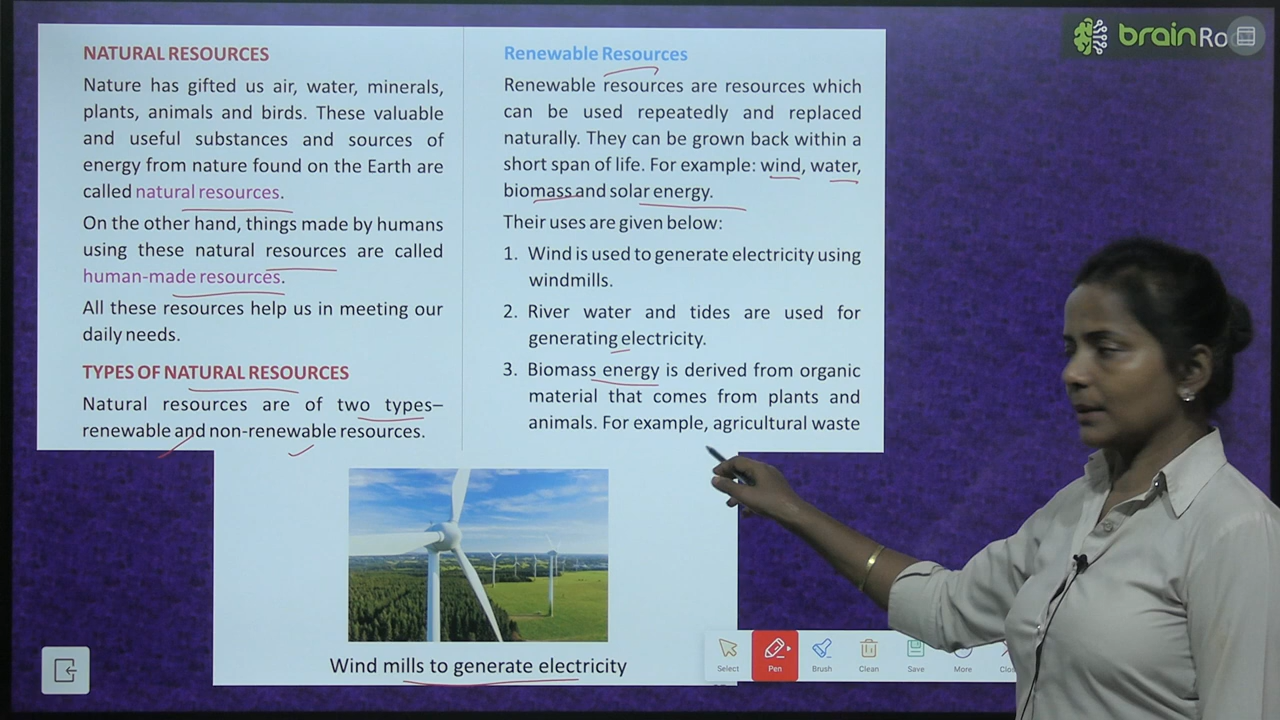 NATURAL RESOURCES
Nature has gifted us air, water, minerals,
plants, animals and birds. These valuable
and useful substances and sources of
energy from nature found on the Earth are
called natural resources.
On the other hand, things made by humans
using these natural resources are called
human-made resources.
All these resources help us in meeting our
daily needs.
TYPES OF NATURAL RESOURCES
Natural resources are of two types–
renewable and non-renewable resources.
Renewable Resources
Renewable resources are resources which
can be used repeatedly and replaced
naturally. They can be grown back within a
short span of life. For example: wind, water,
biomass and solar energy.
Their uses are given below:
1. Wind is used to generate electricity using
windmills.
2. River water and tides are used for
generating electricity.
3. Biomass energy is derived from organic
material that comes from plants and
animals. For example, agricultural waste
Wind mills to generate electricity
brain
Select Pen Brush Clean Save More